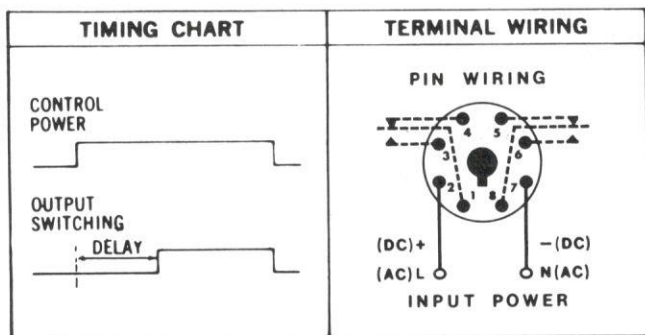 TIMING CHART
CONTROL
POWER
OUTPUT
SWITCHING
DELAY
TERMINAL WIRING
PIN WIRING
4 5
3 6
2 7
1 8
(DC)+ −(DC)
(AC)L N(AC)
INPUT POWER